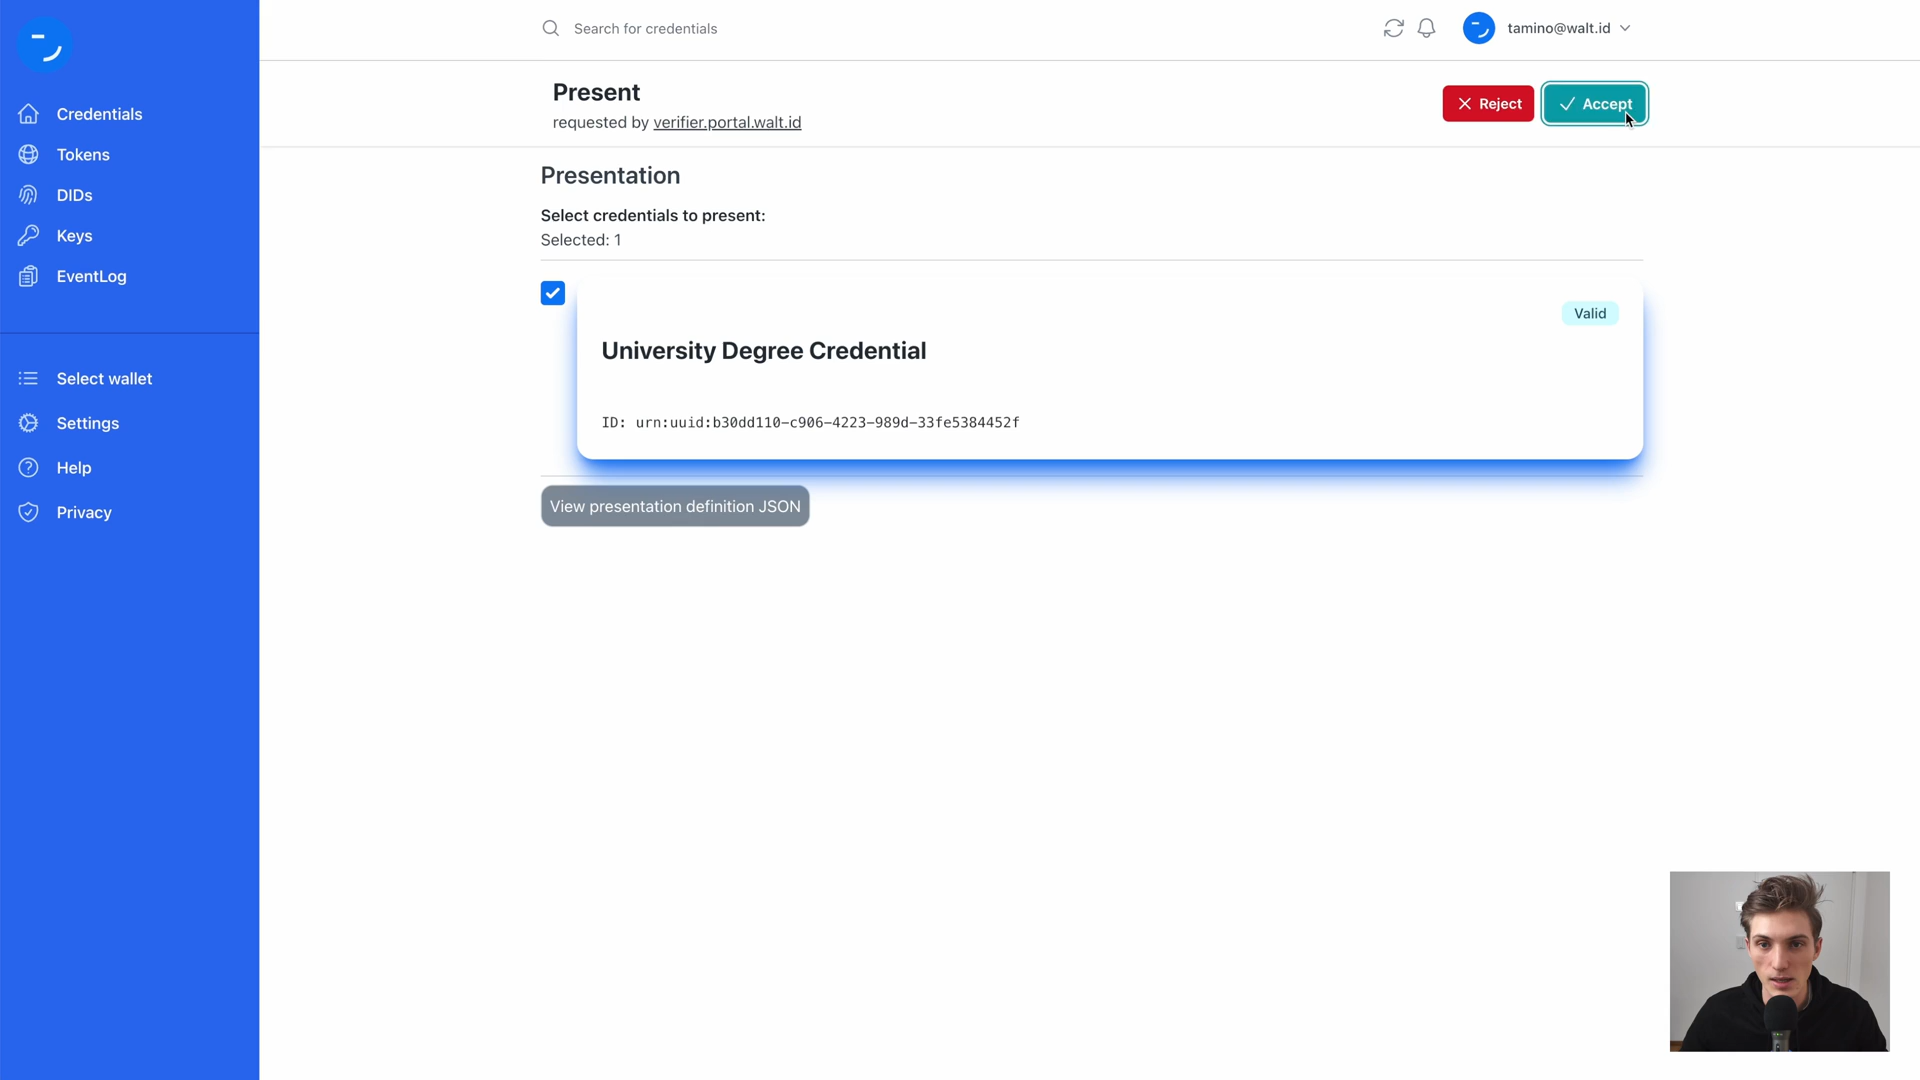 Search for credentials
tamino@walt.id
Credentials
Tokens
DIDs
Keys
EventLog
Select wallet
Settings
Help
Privacy
Present
requested by verifier.portal.walt.id
Reject
Accept
Presentation
Select credentials to present:
Selected: 1
Valid
University Degree Credential
ID: urn:uuid:b30dd110-c906-4223-989d-33fe5384452f
View presentation definition JSON